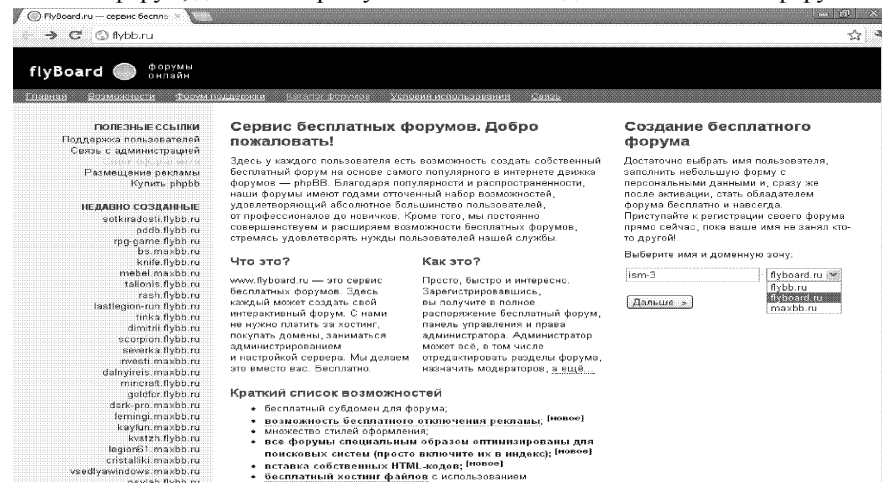 FlyBoard.ru — сервис беспла
flybb.ru
flyBoard
форумы
онлайн
Главная Возможности Форум поддержки Каталог форумов Условия использования Связь
ПОЛЕЗНЫЕ ССЫЛКИ
Поддержка пользователей
Связь с администрацией
Размещение рекламы
Купить phpbb
НЕДАВНО СОЗДАННЫЕ
sotkiradosti.flybb.ru
pddb.flybb.ru
rpg-game.flybb.ru
bs.maxbb.ru
knife.flybb.ru
mebel.maxbb.ru
talionis.flybb.ru
rash.flybb.ru
lastlegion-run.flybb.ru
tinka.flybb.ru
dimitrii.flybb.ru
scorpion.flybb.ru
severka.flybb.ru
investi.maxbb.ru
dalnyireis.maxbb.ru
mincraft.flybb.ru
goldfor.flybb.ru
dark-pro.maxbb.ru
lemingi.maxbb.ru
kayfun.maxbb.ru
kvstzh.flybb.ru
legion61.maxbb.ru
cristaliki.maxbb.ru
vsedlyawindows.maxbb.ru
Сервис бесплатных форумов. Добро
пожаловать!
Здесь у каждого пользователя есть возможность создать собственный
бесплатный форум на основе самого популярного в интернете движка
форумов — phpBB. Благодаря популярности и распространенности,
наши форумы имеют годами отточенный набор возможностей,
удовлетворяющий абсолютное большинство пользователей,
от профессионалов до новичков. Кроме того, мы постоянно
совершенствуем и расширяем возможности бесплатных форумов,
стремясь удовлетворять нужды пользователей нашей службы.
Что это?
www.flyboard.ru — это сервис
бесплатных форумов. Здесь
каждый может создать свой
интерактивный форум. С нами
не нужно платить за хостинг,
покупать домены, заниматься
администрированием
и настройкой сервера. Мы делаем
это вместо вас. Бесплатно.
Как это?
Просто, быстро и интересно.
Зарегистрировавшись,
вы получите в полное
распоряжение бесплатный форум,
панель управления и права
администратора. Администратор
может всё, в том числе
отредактировать разделы форума,
назначить модераторов, а ещё...
Краткий список возможностей
• бесплатный субдомен для форума;
• возможность бесплатного отключения рекламы; [новое]
• множество стилей оформления;
• все форумы специальным образом оптимизированы для
поисковых систем (просто включите их в индекс); [новое]
• вставка собственных HTML-кодов; [новое]
• бесплатный хостинг файлов с использованием
Создание бесплатного
форума
Достаточно выбрать имя пользователя,
заполнить небольшую форму с
персональными данными и, сразу же
после активации, стать обладателем
форума бесплатно и навсегда.
Приступайте к регистрации своего форума
прямо сейчас, пока ваше имя не занял кто-
то другой!
Выберите имя и доменную зону:
ism-3 . flyboard.ru
flybb.ru
flyboard.ru
maxbb.ru
Дальше »